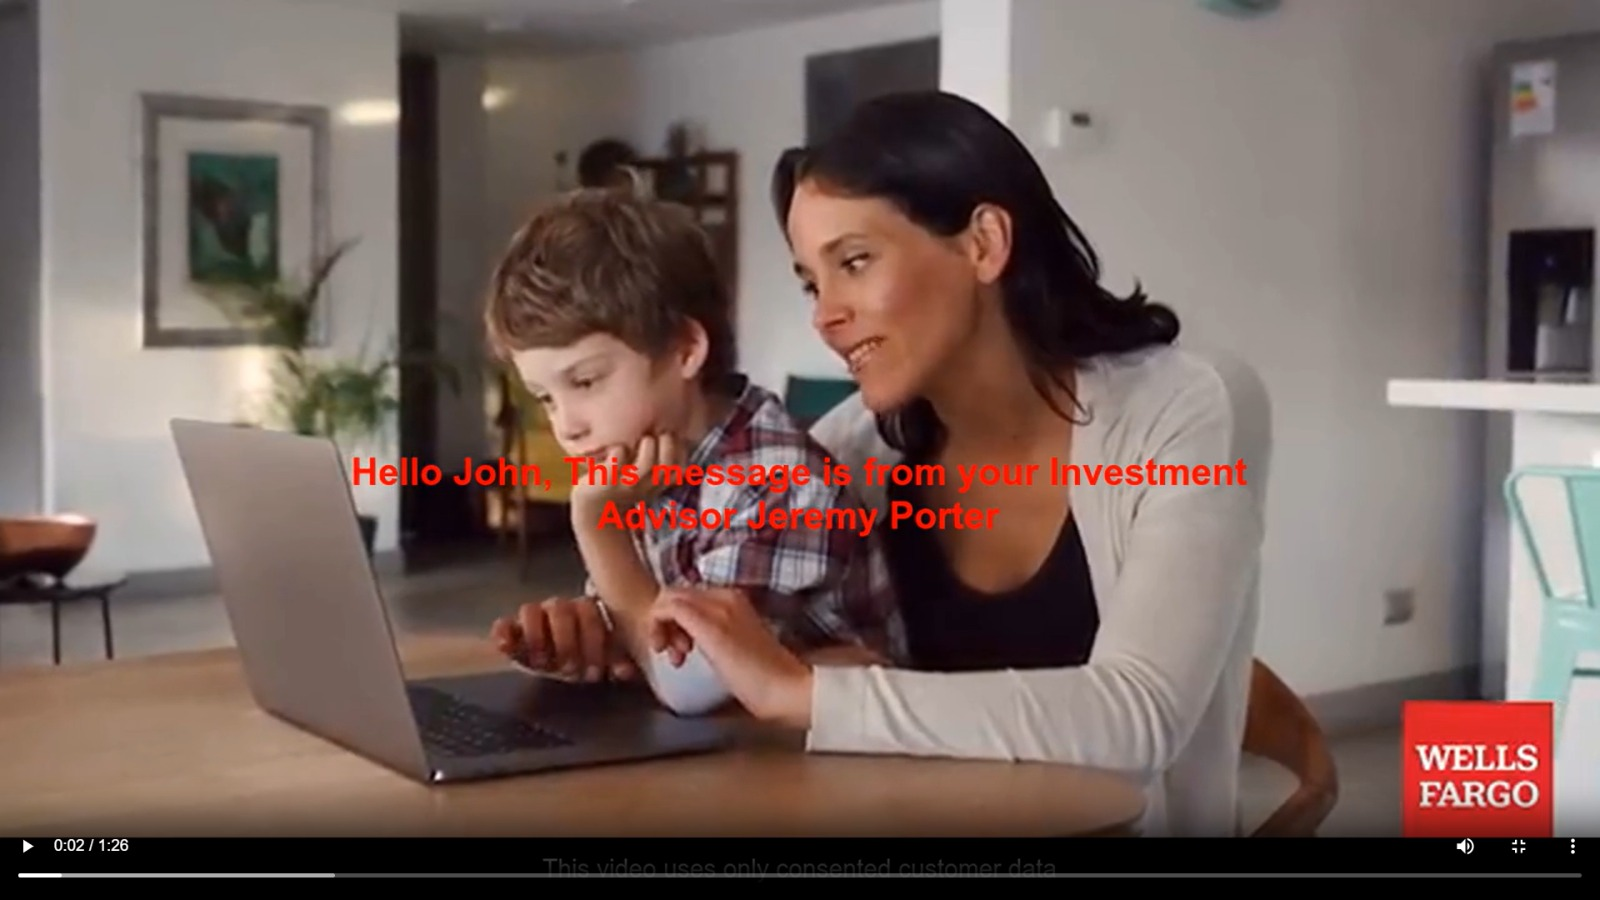 Hello John, This message is from your Investment
Advisor Jeremy Porter
WELLS
FARGO
0:02 / 1:26
This video uses only consented customer data